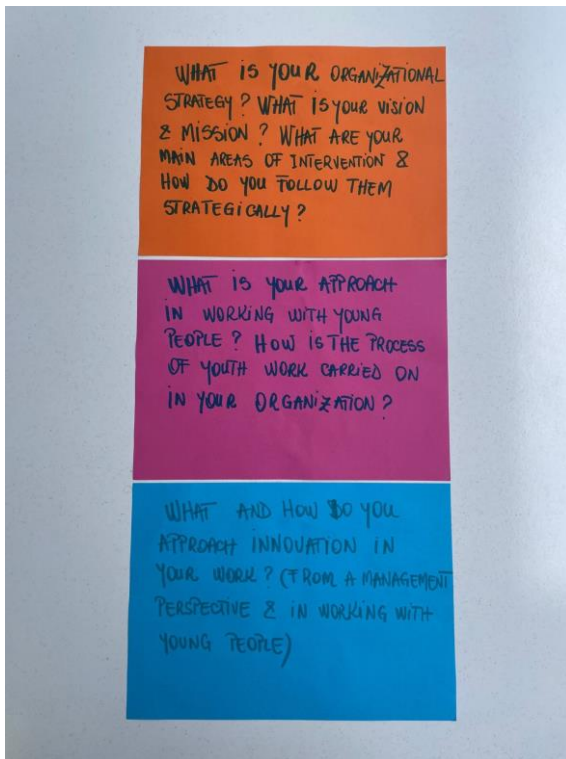 WHAT IS YOUR ORGANIZATIONAL
STRATEGY? WHAT IS YOUR VISION
& MISSION? WHAT ARE YOUR
MAIN AREAS OF INTERVENTION &
HOW DO YOU FOLLOW THEM
STRATEGICALLY?
WHAT IS YOUR APPROACH
IN WORKING WITH YOUNG
PEOPLE? HOW IS THE PROCESS
OF YOUTH WORK CARRIED ON
IN YOUR ORGANIZATION?
WHAT AND HOW DO YOU
APPROACH INNOVATION IN
YOUR WORK? (FROM A MANAGEMENT
PERSPECTIVE & IN WORKING WITH
YOUNG PEOPLE)